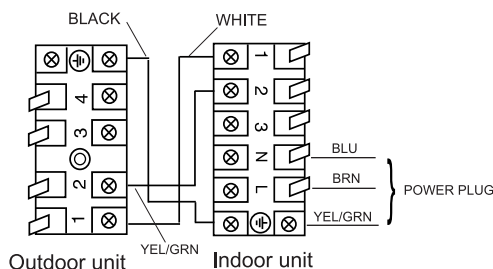 BLACK
WHITE
4
3
2
1
1
2
3
N
L
BLU
BRN
YEL/GRN
POWER PLUG
YEL/GRN
Outdoor unit
Indoor unit